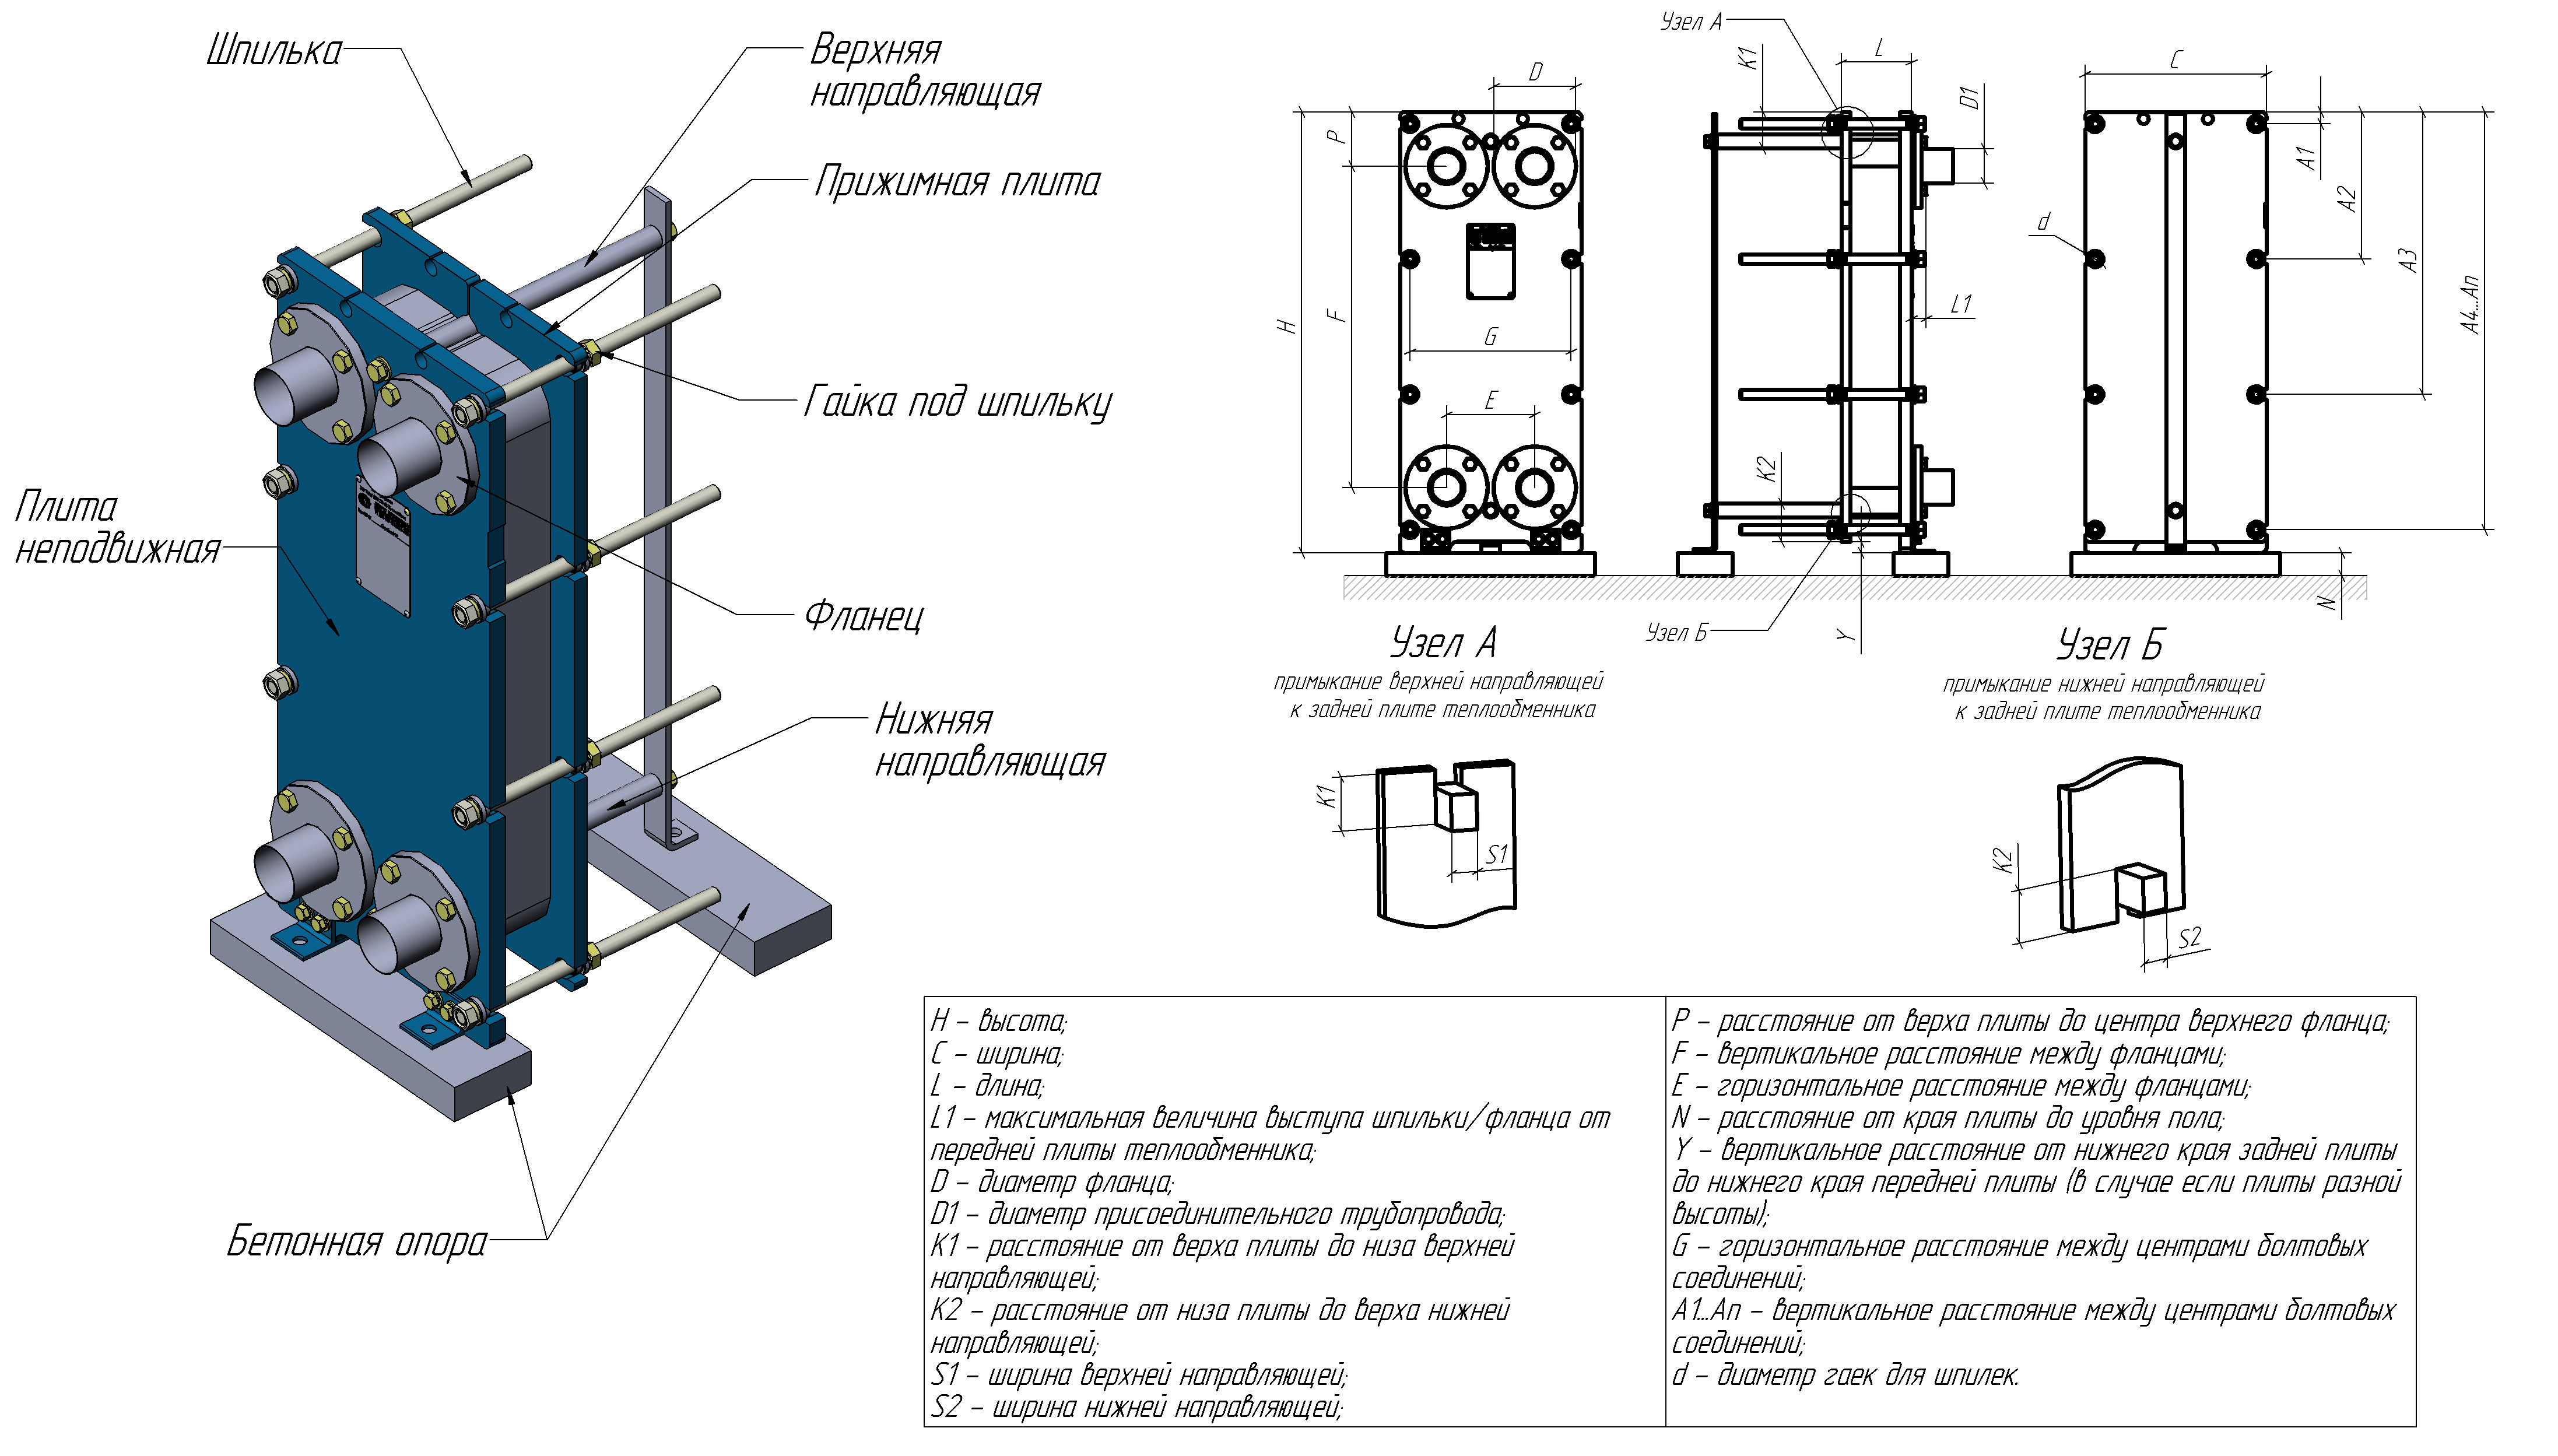 Шпилька
Верхняя
направляющая
Прижимная плита
Гайка под шпильку
Плита
неподвижная
Фланец
Нижняя
направляющая
Бетонная опора
Узел А
K1
L
D
D1
P
H
F
G
E
K2
L1
Y
Узел Б
C
A1
A2
A3
A4...An
d
N
Узел А
примыкание верхней направляющей
к задней плите теплообменника
K1
S1
Узел Б
примыкание нижней направляющей
к задней плите теплообменника
K2
S2
H – высота;
C – ширина;
L – длина;
L1 – максимальная величина выступа шпильки/фланца от
передней плиты теплообменника;
D – диаметр фланца;
D1 – диаметр присоединительного трубопровода;
K1 – расстояние от верха плиты до низа верхней
направляющей;
K2 – расстояние от низа плиты до верха нижней
направляющей;
S1 – ширина верхней направляющей;
S2 – ширина нижней направляющей;
P – расстояние от верха плиты до центра верхнего фланца;
F – вертикальное расстояние между фланцами;
E – горизонтальное расстояние между фланцами;
N – расстояние от края плиты до уровня пола;
Y – вертикальное расстояние от нижнего края задней плиты
до нижнего края передней плиты (в случае если плиты разной
высоты);
G – горизонтальное расстояние между центрами болтовых
соединений;
A1...An – вертикальное расстояние между центрами болтовых
соединений;
d – диаметр гаек для шпилек.